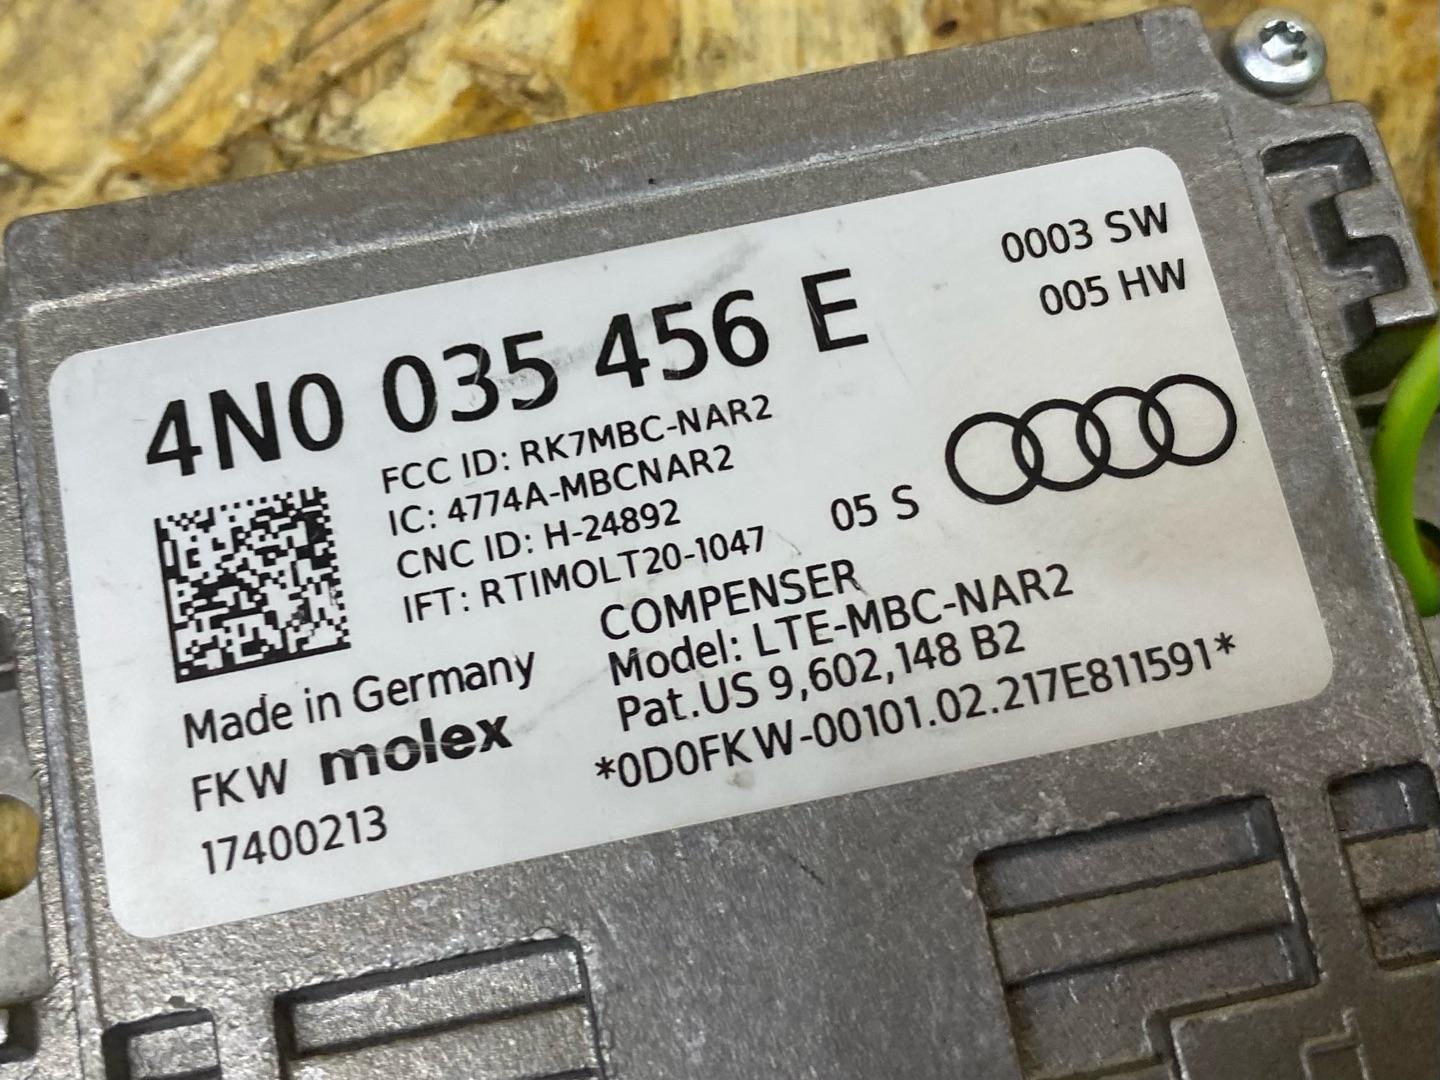 0003 SW
005 HW
4N0 035 456 E
FCC ID: RK7MBC-NAR2
IC: 4774A-MBCNAR2
CNC ID: H-24892
IFT: RTIMOLT20-1047
05 S
COMPENSER
Model: LTE-MBC-NAR2
Pat.US 9,602,148 B2
*0D0FKW-00101.02.217E811591*
Made in Germany
FKW molex
17400213